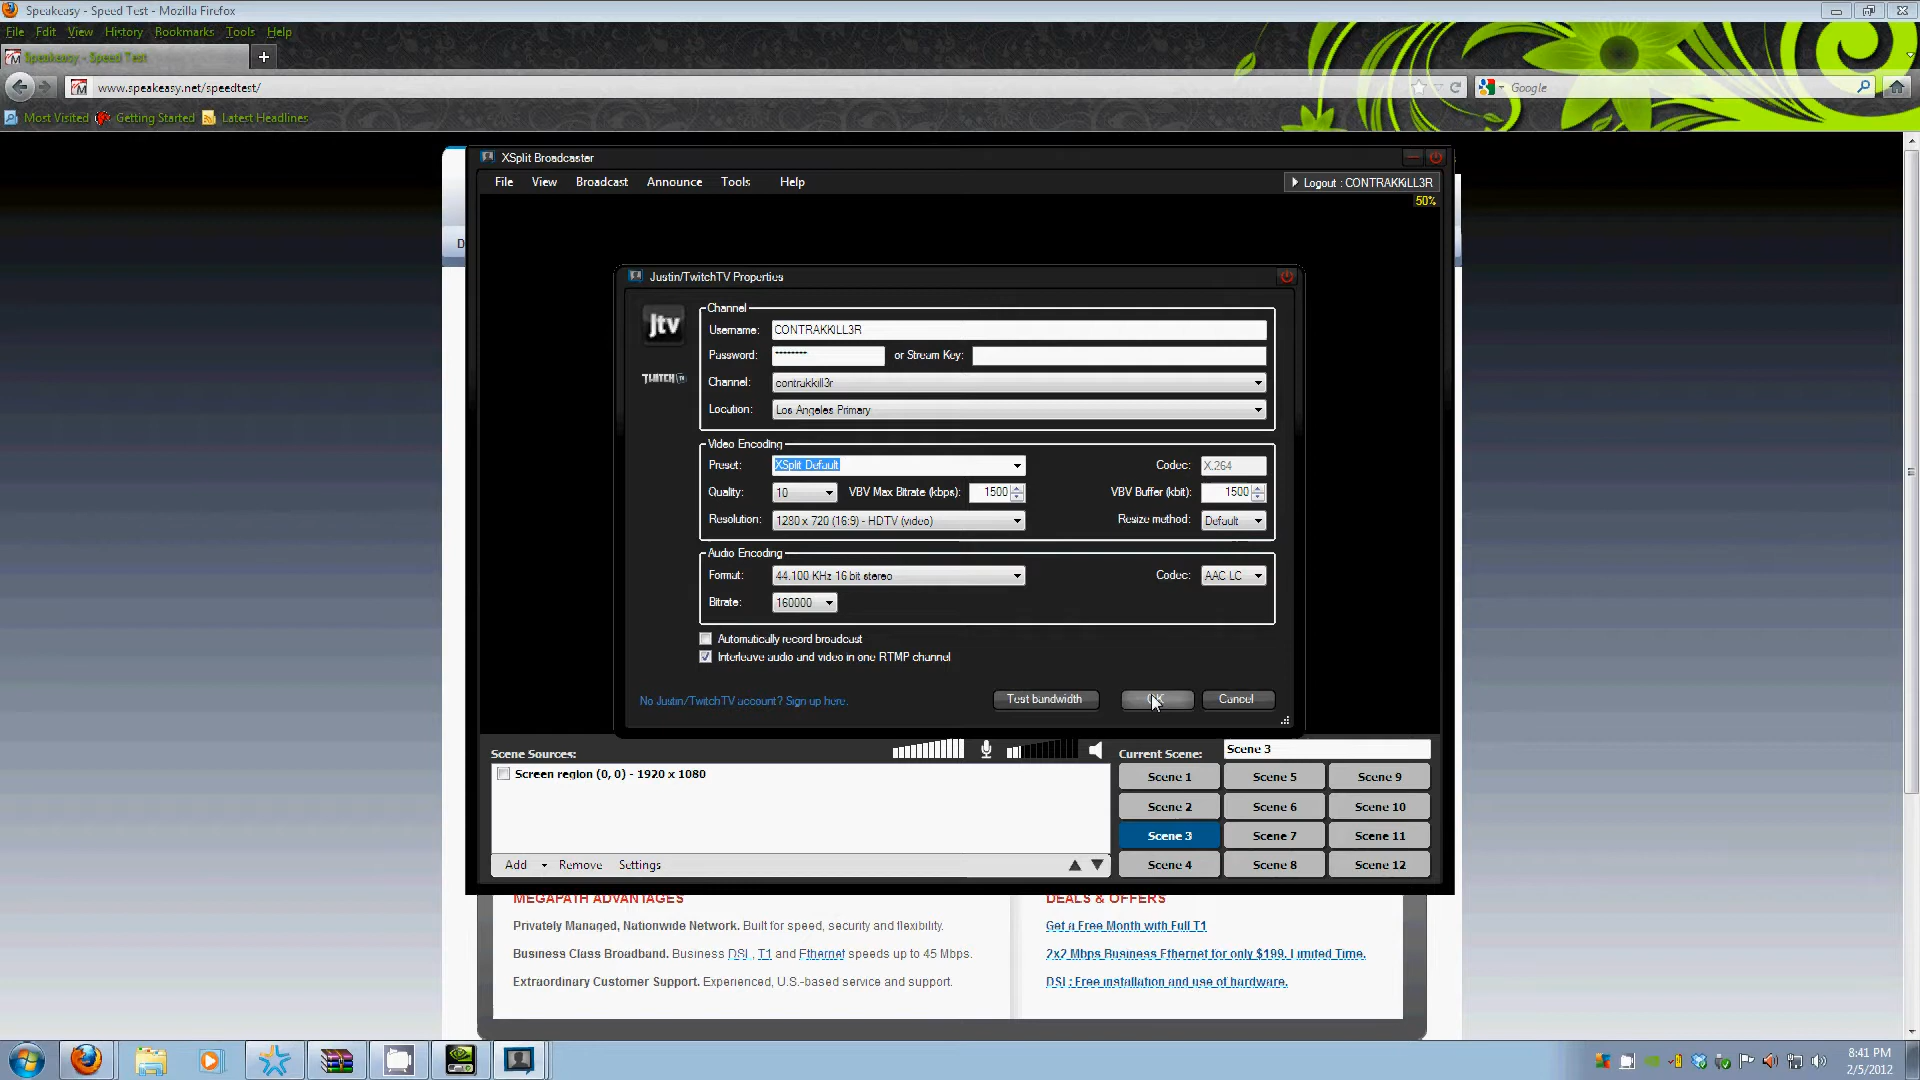 Speakeasy - Speed Test - Mozilla Firefox
File Edit View History Bookmarks Tools Help
Speakeasy - Speed Test
www.speakeasy.net/speedtest/
Google
Most Visited Getting Started Latest Headlines
XSplit Broadcaster
File View Broadcast Announce Tools Help
Logout : CONTRAKKiLL3R
50%
D
Justin/TwitchTV Properties
jtv
TWITCH TV
Channel
Username: CONTRAKKiLL3R
Password: ******** or Stream Key:
Channel: contrakkill3r
Location: Los Angeles Primary
Video Encoding
Preset: XSplit Default Codec: X.264
Quality: 10 VBV Max Bitrate (kbps): 1500 VBV Buffer (kbit): 1500
Resolution: 1280 x 720 (16:9) - HDTV (video) Resize method: Default
Audio Encoding
Format: 44.100 KHz 16 bit stereo Codec: AAC LC
Bitrate: 160000
Automatically record broadcast
Interleave audio and video in one RTMP channel
No Justin/TwitchTV account? Sign up here.
Test bandwidth OK Cancel
Scene Sources:
Current Scene: Scene 3
Screen region (0, 0) - 1920 x 1080
Scene 1 Scene 5 Scene 9
Scene 2 Scene 6 Scene 10
Scene 3 Scene 7 Scene 11
Scene 4 Scene 8 Scene 12
Add Remove Settings
MEGAPATH ADVANTAGES
Privately Managed, Nationwide Network. Built for speed, security and flexibility.
Business Class Broadband. Business DSL, T1 and Ethernet speeds up to 45 Mbps.
Extraordinary Customer Support. Experienced, U.S.-based service and support.
DEALS & OFFERS
Get a Free Month with Full T1
2x2 Mbps Business Ethernet for only $199. Limited Time.
DSL: Free installation and use of hardware.
8:41 PM
2/5/2012